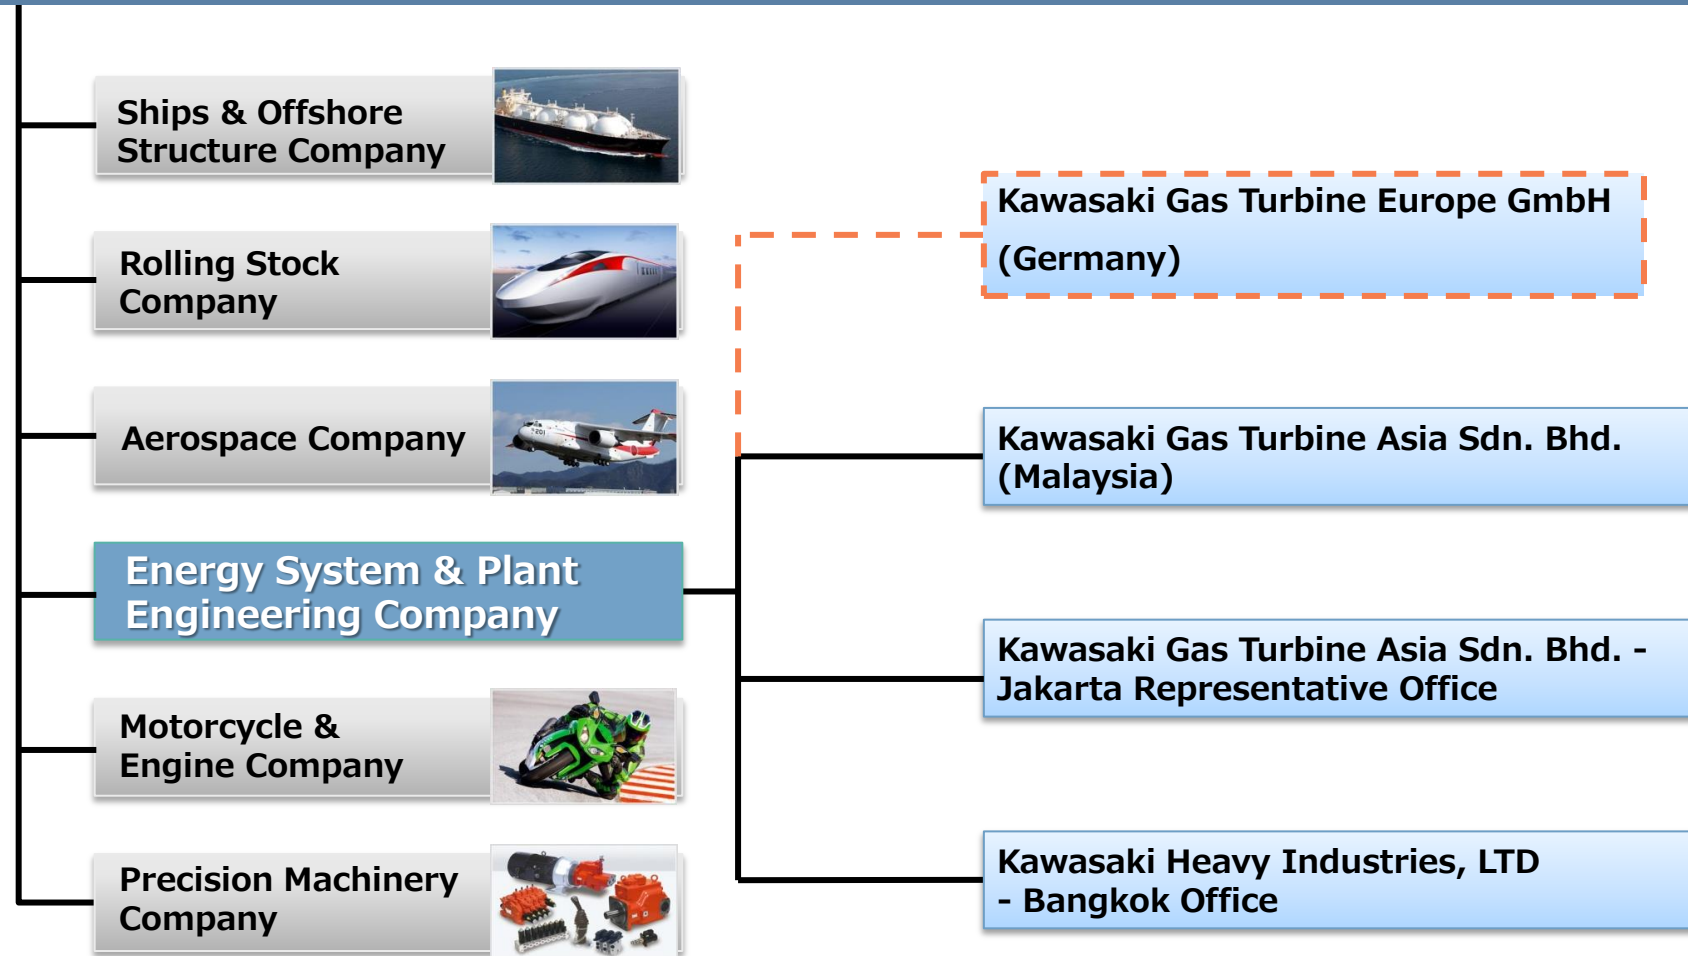 Ships & Offshore
Structure Company
Rolling Stock
Company
Aerospace Company
201
Energy System & Plant
Engineering Company
Motorcycle &
Engine Company
Precision Machinery
Company
Kawasaki Gas Turbine Europe GmbH
(Germany)
Kawasaki Gas Turbine Asia Sdn. Bhd.
(Malaysia)
Kawasaki Gas Turbine Asia Sdn. Bhd. -
Jakarta Representative Office
Kawasaki Heavy Industries, LTD
- Bangkok Office